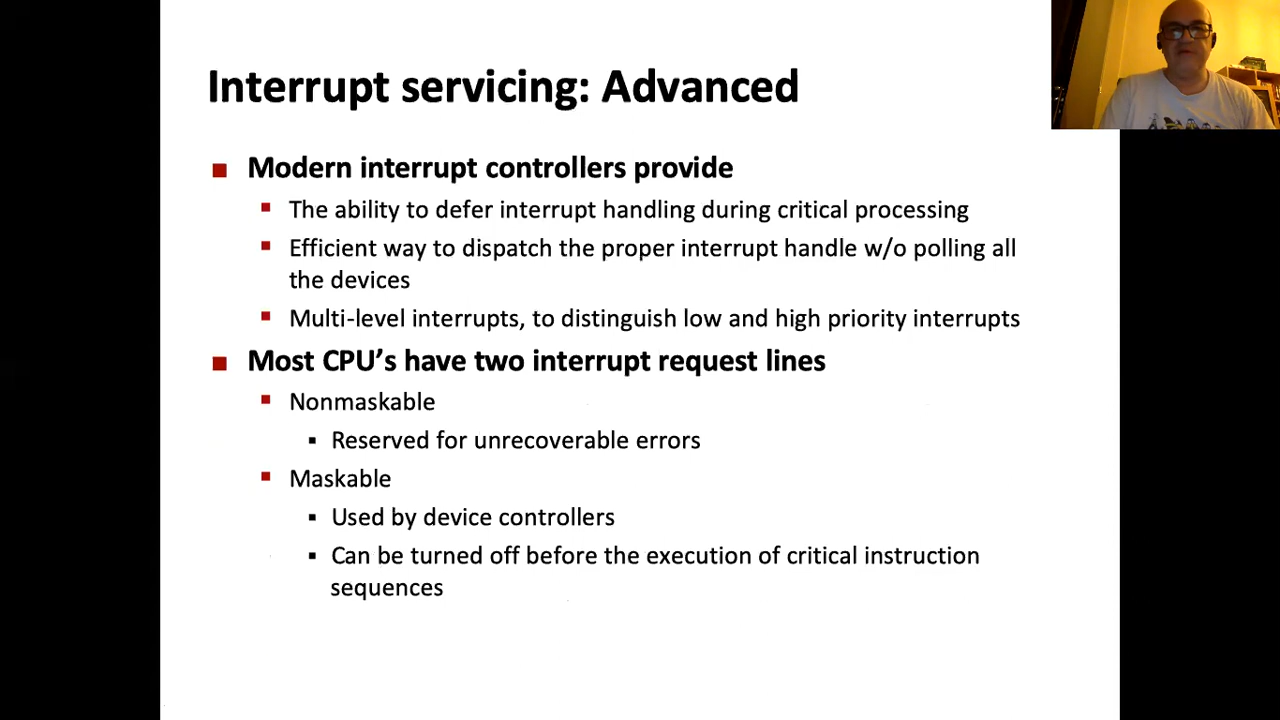 Interrupt servicing: Advanced
Modern interrupt controllers provide
The ability to defer interrupt handling during critical processing
Efficient way to dispatch the proper interrupt handle w/o polling all
the devices
Multi-level interrupts, to distinguish low and high priority interrupts
Most CPU’s have two interrupt request lines
Nonmaskable
Reserved for unrecoverable errors
Maskable
Used by device controllers
Can be turned off before the execution of critical instruction
sequences